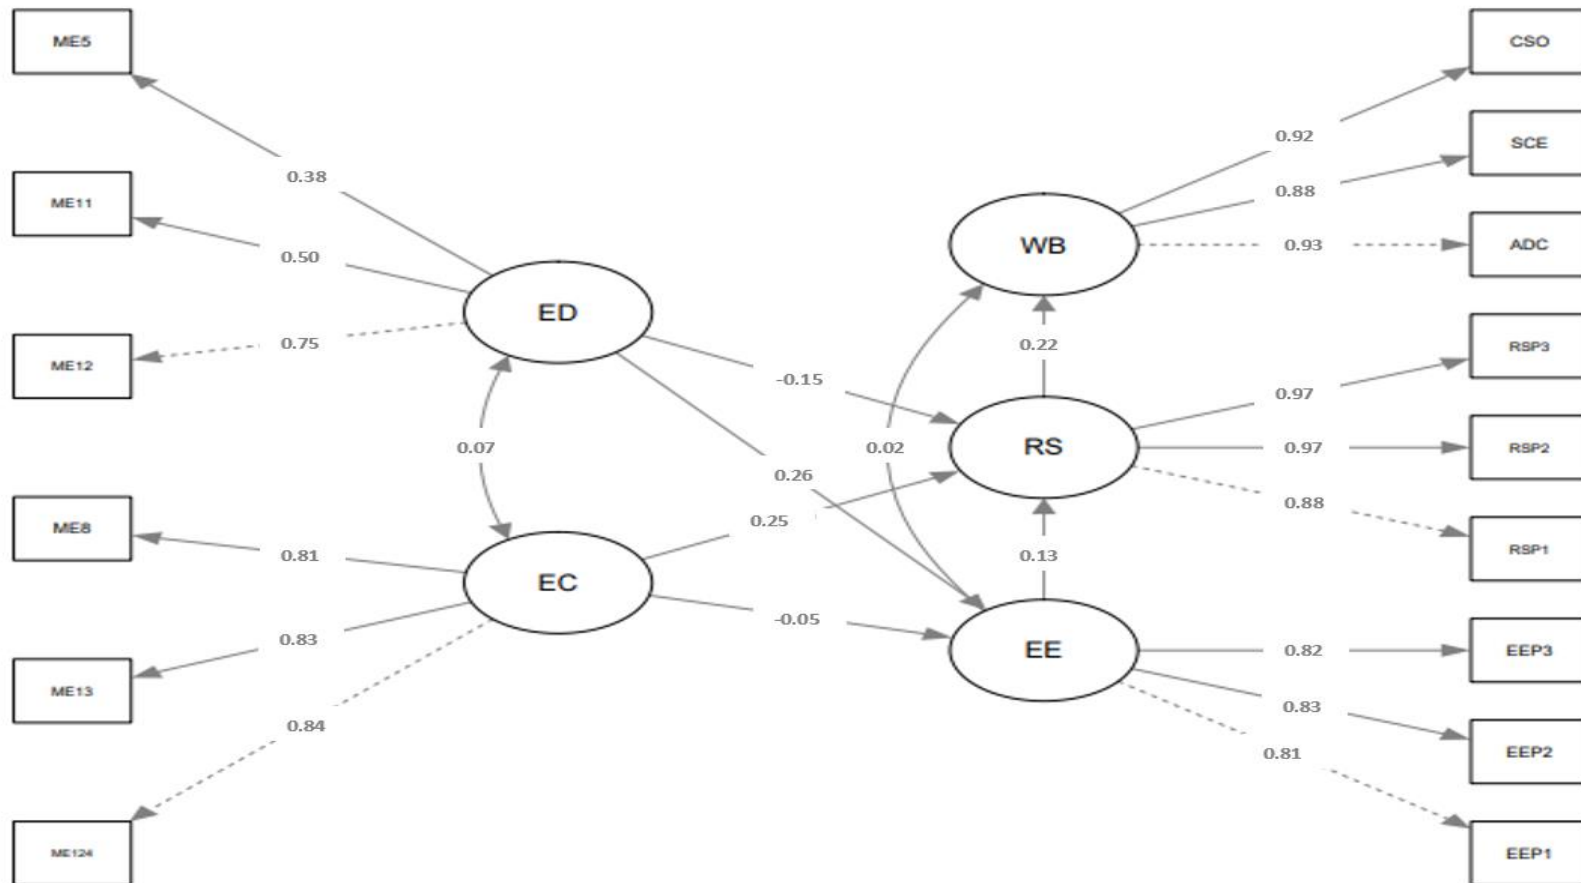 ME5
CSO
0.92
SCE
0.38
0.88
ME11
WB
0.93
ADC
0.50
ED
0.75
0.22
RSP3
ME12
-0.15
0.97
0.07
0.02
RS
0.97
RSP2
0.26
0.88
ME8
0.25
RSP1
0.81
0.13
EC
-0.05
0.83
EE
0.82
EEP3
ME13
0.83
0.84
EEP2
0.81
ME124
EEP1